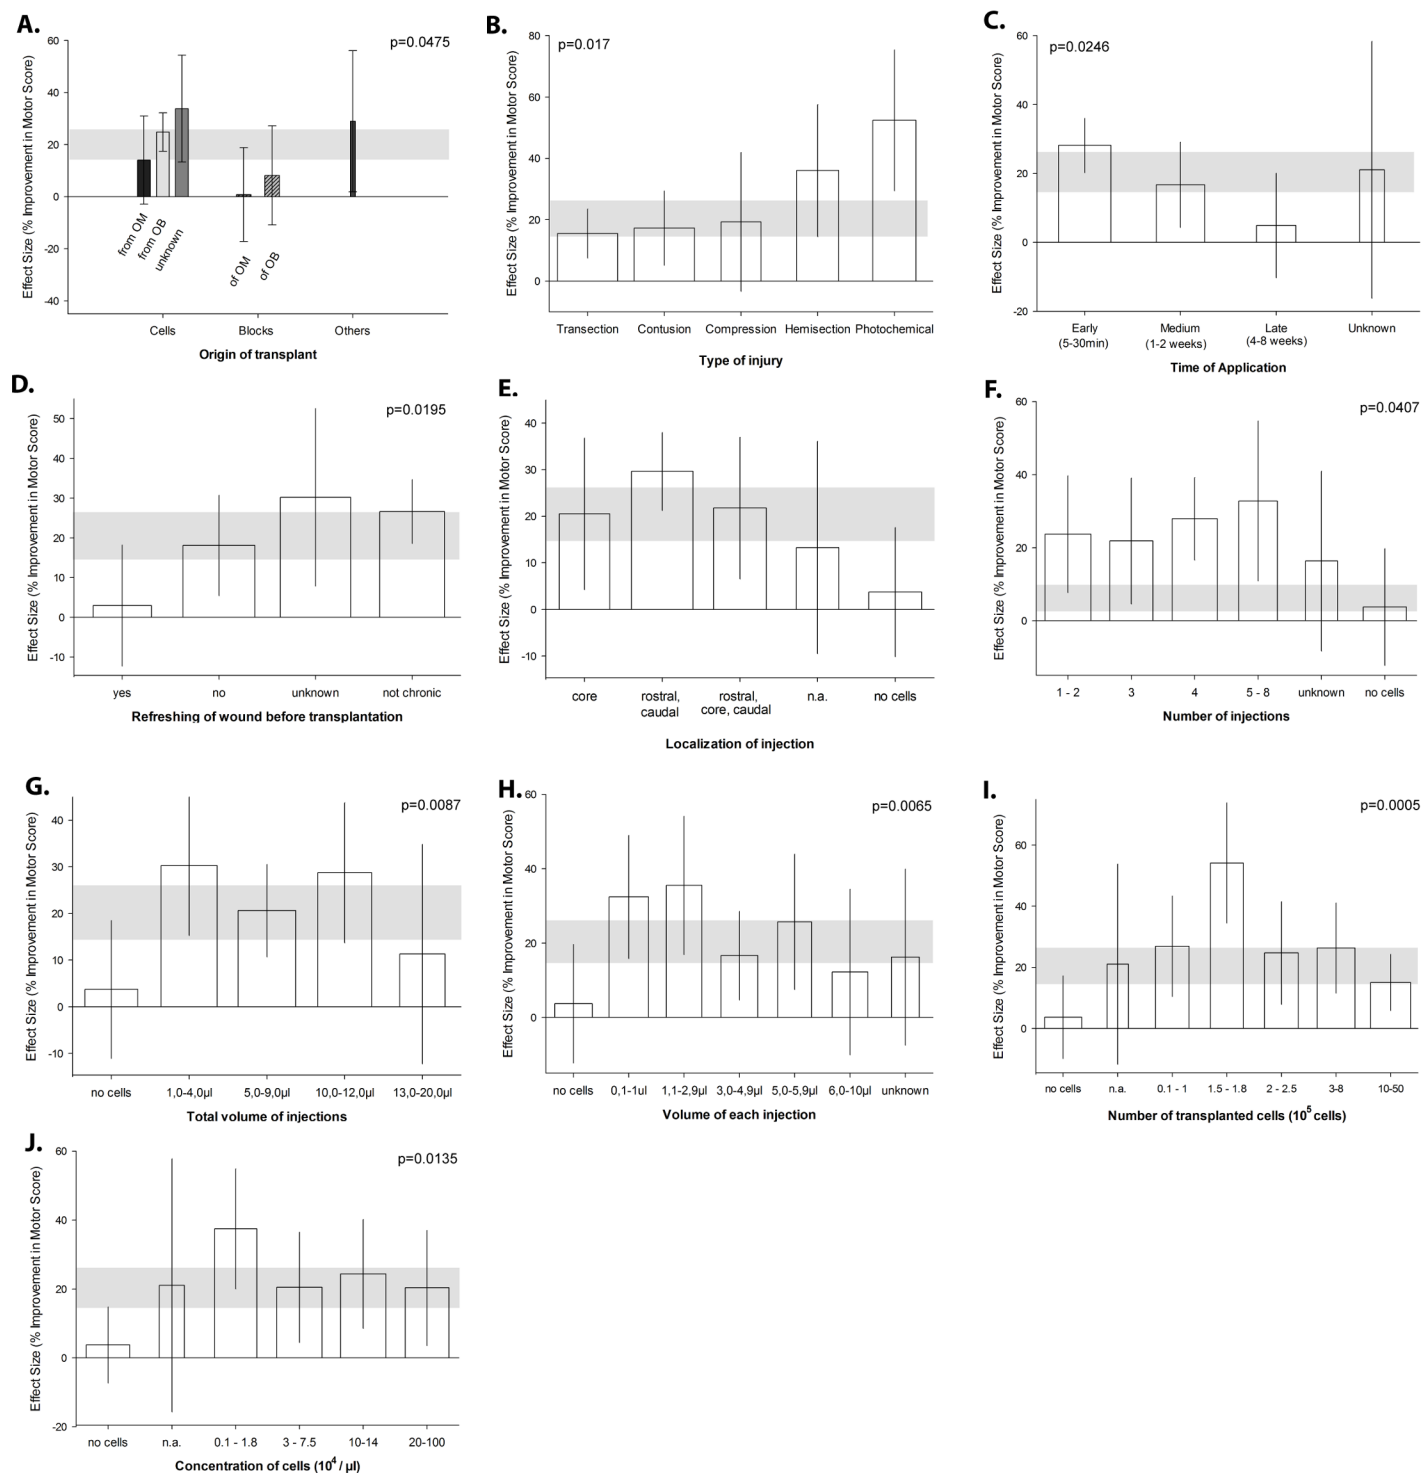 A.
p=0.0475
Effect Size (% Improvement in Motor Score)
60
40
20
0
-20
-40
from OM
from OB
unknown
of OM
of OB
Cells
Blocks
Others
Origin of transplant
B.
p=0.017
Effect Size (% Improvement in Motor Score)
80
60
40
20
0
Transection
Contusion
Compression
Hemisection
Photochemical
Type of injury
C.
p=0.0246
Effect Size (% Improvement in Motor Score)
60
40
20
0
-20
Early
(5-30min)
Medium
(1-2 weeks)
Late
(4-8 weeks)
Unknown
Time of Application
D.
p=0.0195
Effect Size (% Improvement in Motor Score)
50
40
30
20
10
0
-10
yes
no
unknown
not chronic
Refreshing of wound before transplantation
E.
Effect Size (% Improvement in Motor Score)
40
30
20
10
0
-10
core
rostral,
caudal
rostral,
core, caudal
n.a.
no cells
Localization of injection
F.
p=0.0407
Effect Size (% Improvement in Motor Score)
60
40
20
0
1 - 2
3
4
5 - 8
unknown
no cells
Number of injections
G.
p=0.0087
Effect Size (% Improvement in Motor Score)
40
30
20
10
0
-10
no cells
1,0-4,0µl
5,0-9,0µl
10,0-12,0µl
13,0-20,0µl
Total volume of injections
H.
p=0.0065
Effect Size (% Improvement in Motor Score)
60
40
20
0
no cells
0,1-1ul
1,1-2,9µl
3,0-4,9µl
5,0-5,9µl
6,0-10µl
unknown
Volume of each injection
I.
p=0.0005
Effect Size (% Improvement in Motor Score)
60
40
20
0
no cells
n.a.
0.1 - 1
1.5 - 1.8
2 - 2.5
3-8
10-50
Number of transplanted cells (10⁵ cells)
J.
p=0.0135
Effect Size (% Improvement in Motor Score)
60
40
20
0
-20
no cells
n.a.
0.1 - 1.8
3 - 7.5
10-14
20-100
Concentration of cells (10⁴ / µl)